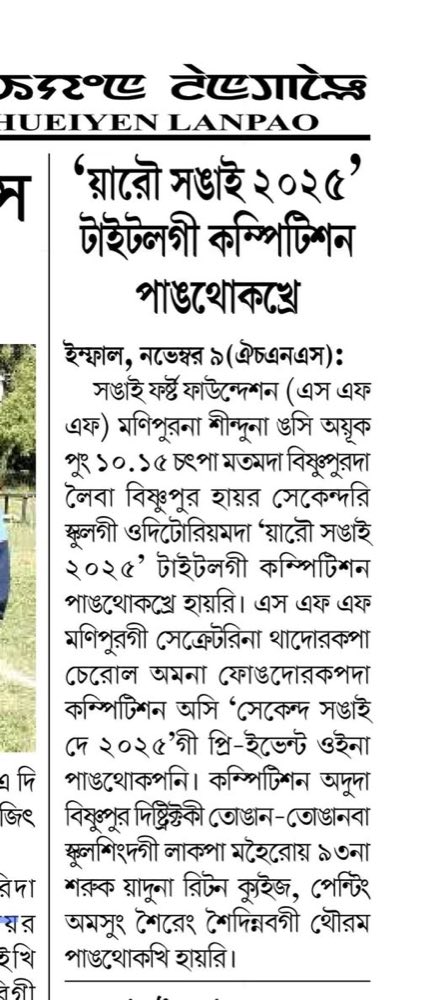 HUEIYEN LANPAO
‘য়ারৌ সঙাই ২০২৫’
টাইটলগী কম্পিটিশন
পাঙথোকখ্রে
ইম্ফাল, নভেম্বর ৯(ঐচএনএস):
সঙাই ফর্ষ্ট ফাউন্দেশন (এস এফ
এফ) মণিপুরনা শীন্দুনা ঙসি অয়ূক
পুং ১০.১৫ চৎপা মতমদা বিষ্ণুপুরদা
লৈবা বিষ্ণুপুর হায়র সেকেন্দরি
স্কুলগী ওদিটোরিয়মদা ‘য়ারৌ সঙাই
২০২৫’ টাইটলগী কম্পিটিশন
পাঙথোকখ্রে হায়রি। এস এফ এফ
মণিপুরগী সেক্রেটরিনা থাদোরকপা
চেরোল অমনা ফোঙদোরকপদা
কম্পিটিশন অসি ‘সেকেন্দ সঙাই
দে ২০২৫’গী প্রি-ইভেন্ট ওইনা
পাঙথোকপনি। কম্পিটিশন অদুদা
বিষ্ণুপুর দিষ্ট্রিক্টকী তোঙান-তোঙানবা
স্কুলশিংদগী লাকপা মহৈরোয় ৯৩না
শরুক য়াদুনা রিটন ক্যুইজ, পেন্টিং
অমসুং শৈরেং শৈদিন্নবগী থৌরম
পাঙথোকখি হায়রি।